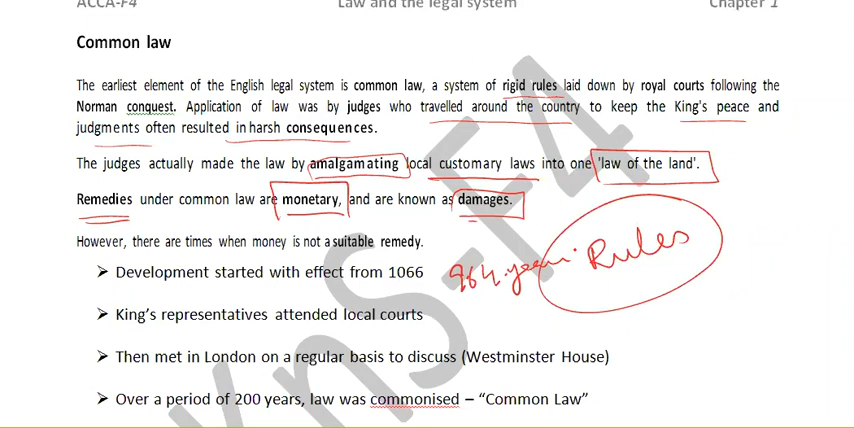 ACCA-F4 Law and the legal system Chapter 1
Common law
The earliest element of the English legal system is common law, a system of rigid rules laid down by royal courts following the
Norman conquest. Application of law was by judges who travelled around the country to keep the King's peace and
judgments often resulted in harsh consequences.
The judges actually made the law by amalgamating local customary laws into one 'law of the land'.
Remedies under common law are monetary, and are known as damages.
However, there are times when money is not a suitable remedy.
➢ Development started with effect from 1066
964 years. Rules
➢ King's representatives attended local courts
➢ Then met in London on a regular basis to discuss (Westminster House)
➢ Over a period of 200 years, law was commonised – "Common Law"